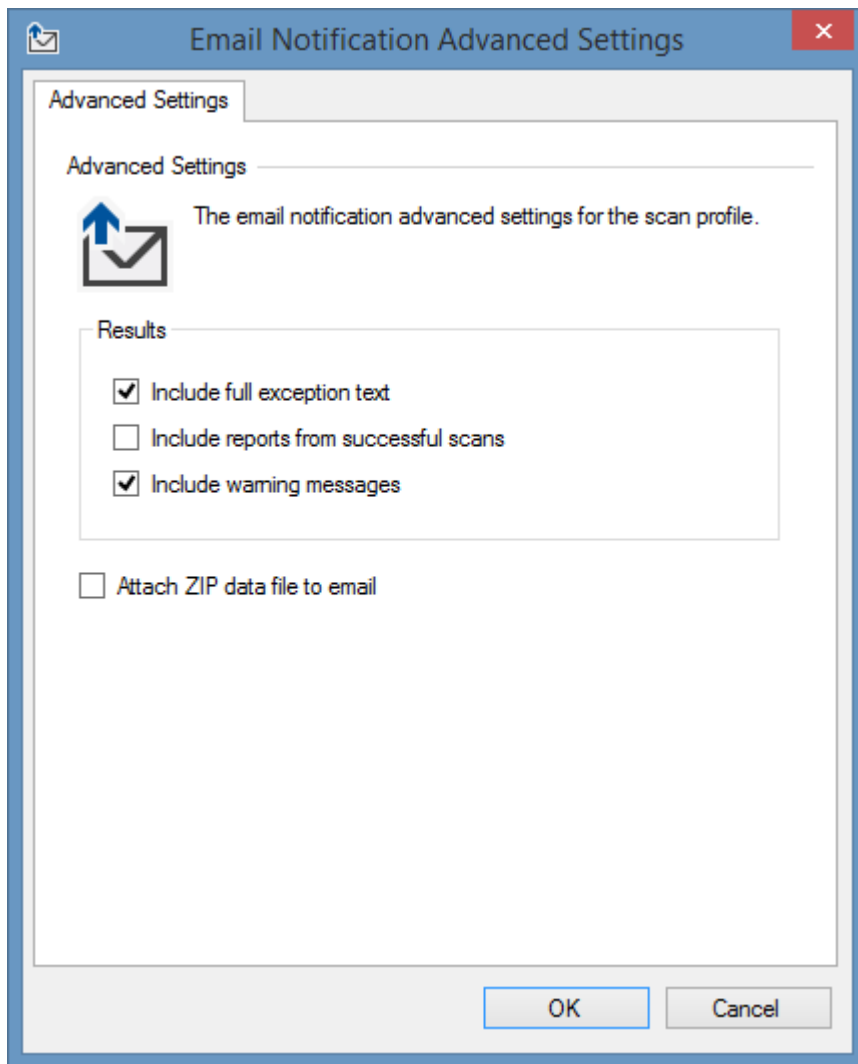 Email Notification Advanced Settings
Advanced Settings
Advanced Settings
The email notification advanced settings for the scan profile.
Results
Include full exception text
Include reports from successful scans
Include warning messages
Attach ZIP data file to email
OK
Cancel